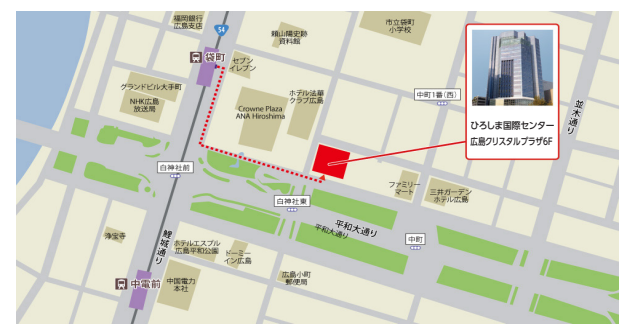 福岡銀行
広島支店
54
頼山陽史跡
資料館
市立袋町
小学校
袋町
セブン
イレブン
グランドビル大手町
NHK広島
放送局
Crowne Plaza
ANA Hiroshima
ホテル法華
クラブ広島
中町1番(西)
並木通り
ひろしま国際センター
広島クリスタルプラザ6F
白神社前
白神社東
ファミリー
マート
三井ガーデン
ホテル広島
平和大通り
平和大通り
中町
浄宝寺
鯉城通り
ホテルエスプル
広島平和公園
ドーミー
イン広島
中電前
中国電力
本社
広島小町
郵便局